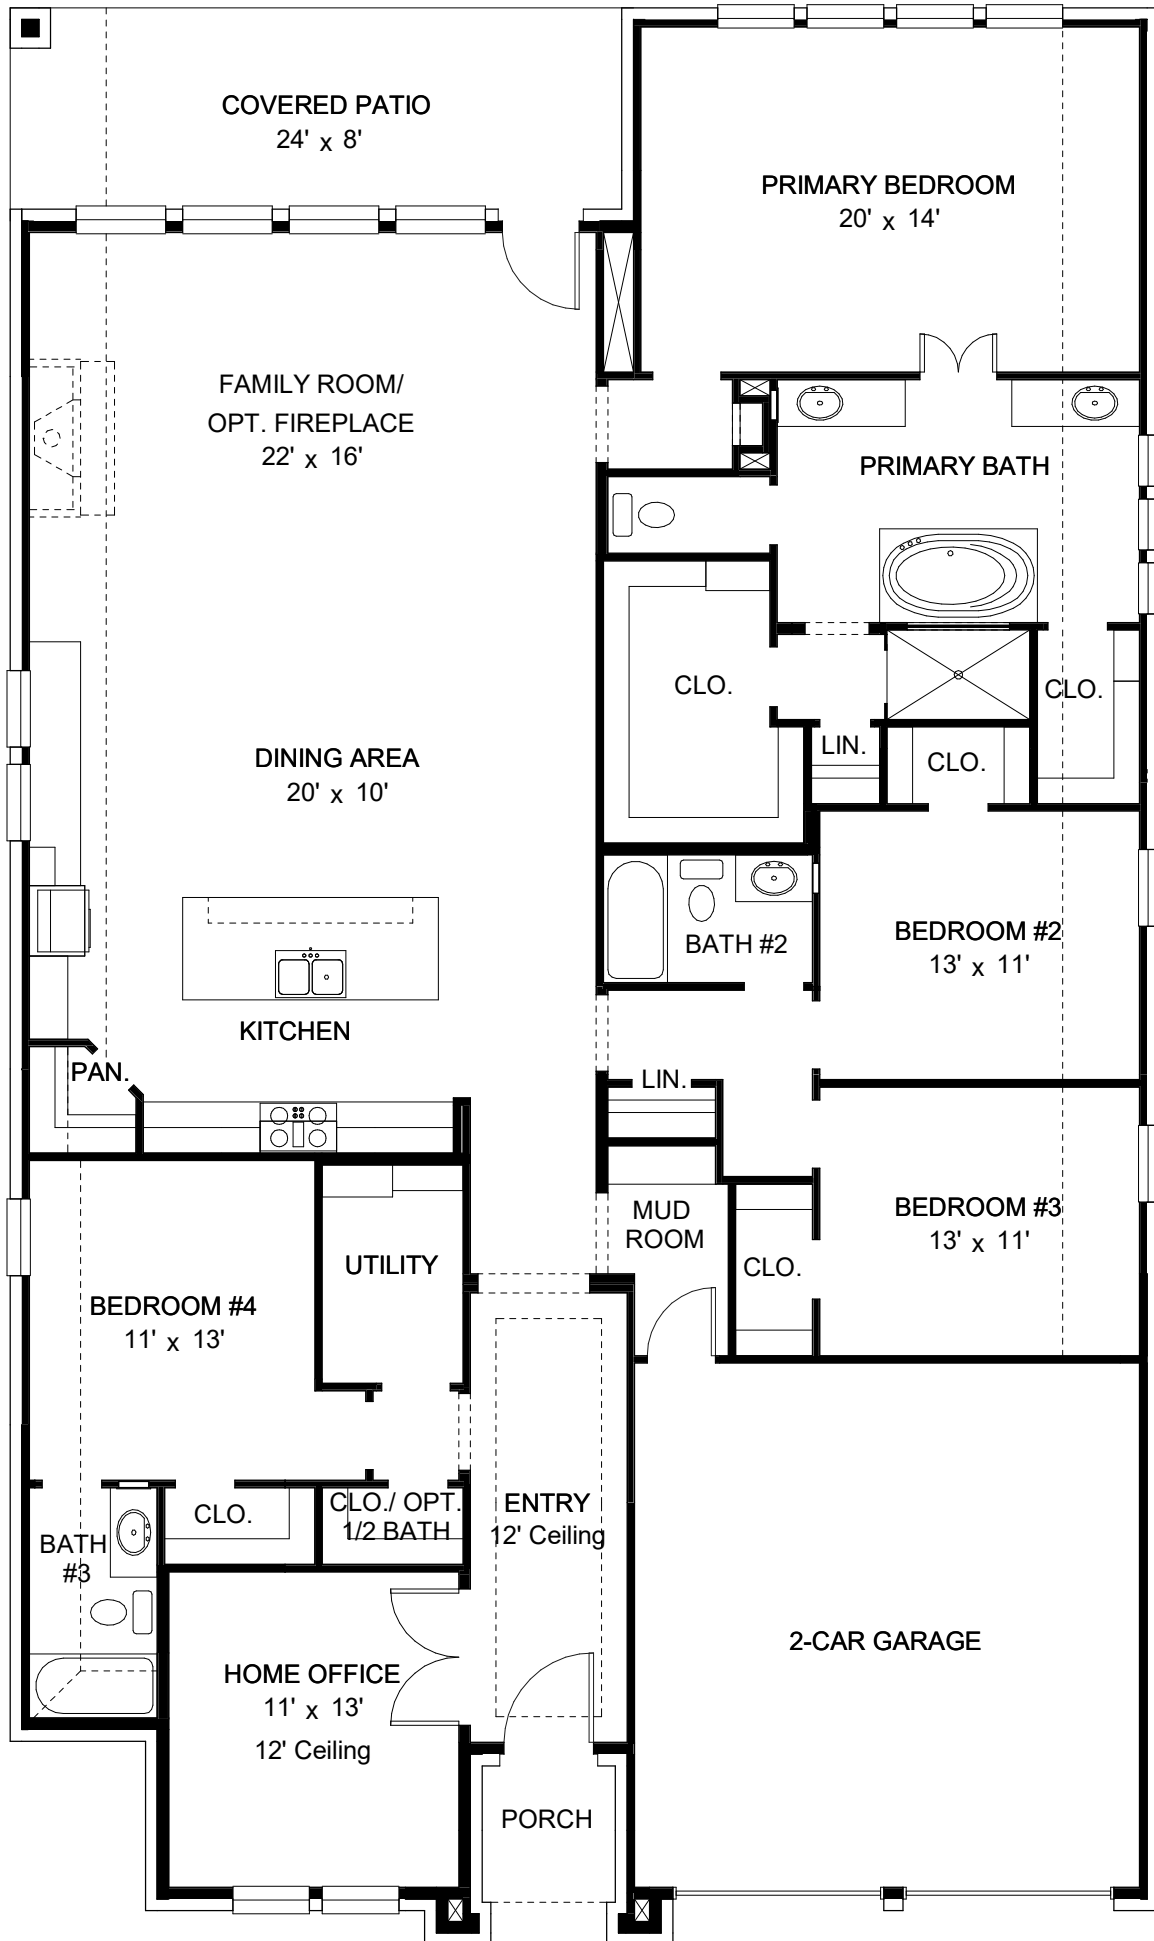 COVERED PATIO
24' x 8'
PRIMARY BEDROOM
20' x 14'
FAMILY ROOM/
OPT. FIREPLACE
22' x 16'
PRIMARY BATH
CLO.
CLO.
LIN.
CLO.
DINING AREA
20' x 10'
BATH #2
BEDROOM #2
13' x 11'
KITCHEN
PAN.
LIN.
MUD
ROOM
BEDROOM #3
13' x 11'
CLO.
UTILITY
BEDROOM #4
11' x 13'
CLO.
CLO./ OPT.
1/2 BATH
ENTRY
12' Ceiling
BATH
#3
2-CAR GARAGE
HOME OFFICE
11' x 13'
12' Ceiling
PORCH